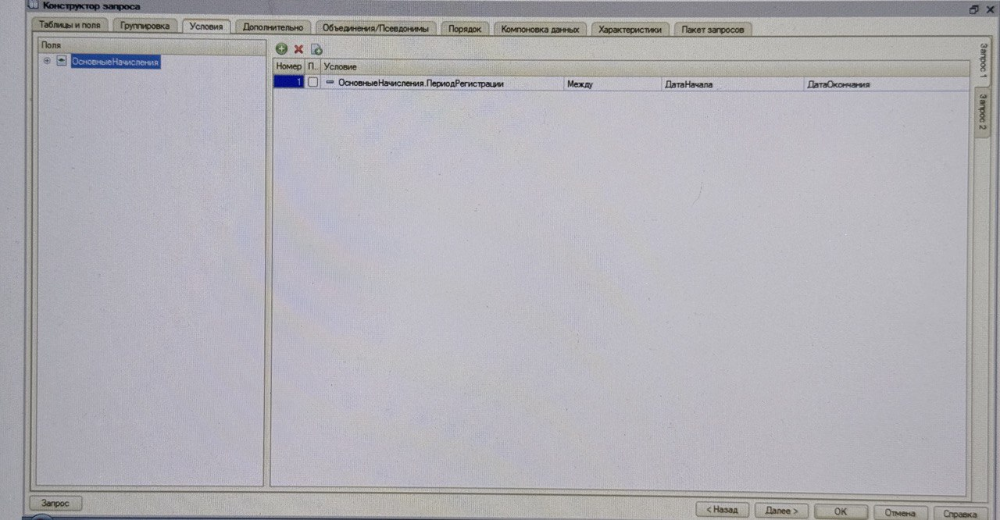 Конструктор запроса
Таблицы и поля Группировка Условия Дополнительно Объединения/Псевдонимы Порядок Компоновка данных Характеристики Пакет запросов
Поля
ОсновныеНачисления
Номер П.. Условие
1 ОсновныеНачисления.ПериодРегистрации Между ДатаНачала ДатаОкончания
Запрос 1
Запрос 2
Запрос
< Назад Далее > ОК Отмена Справка